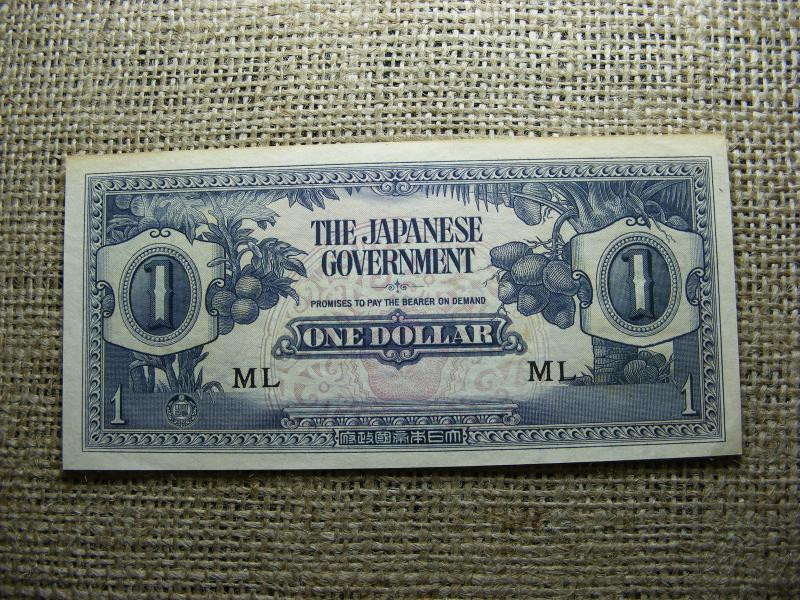 THE JAPANESE
GOVERNMENT
PROMISES TO PAY THE BEARER ON DEMAND
1
1
ONE DOLLAR
ML
ML
1
1
府政國帝本日大